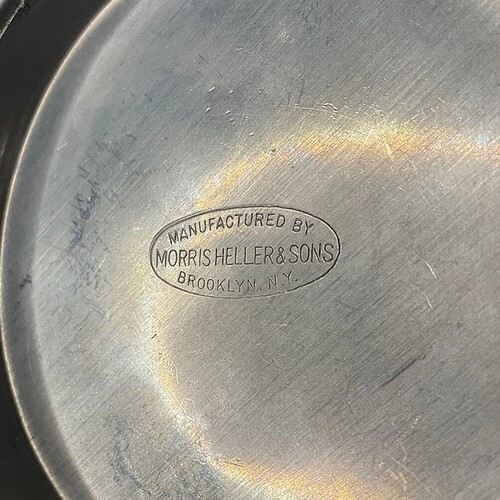 MANUFACTURED BY
MORRIS HELLER & SONS
BROOKLYN, N.Y.